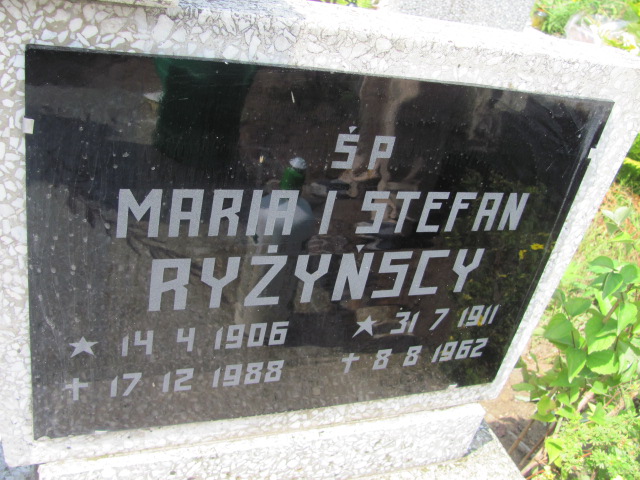 ŚP
MARIA I STEFAN
RYŻYŃSCY
★ 14 4 1906 ★ 31 7 1911
✝ 17 12 1988 ✝ 8 8 1962